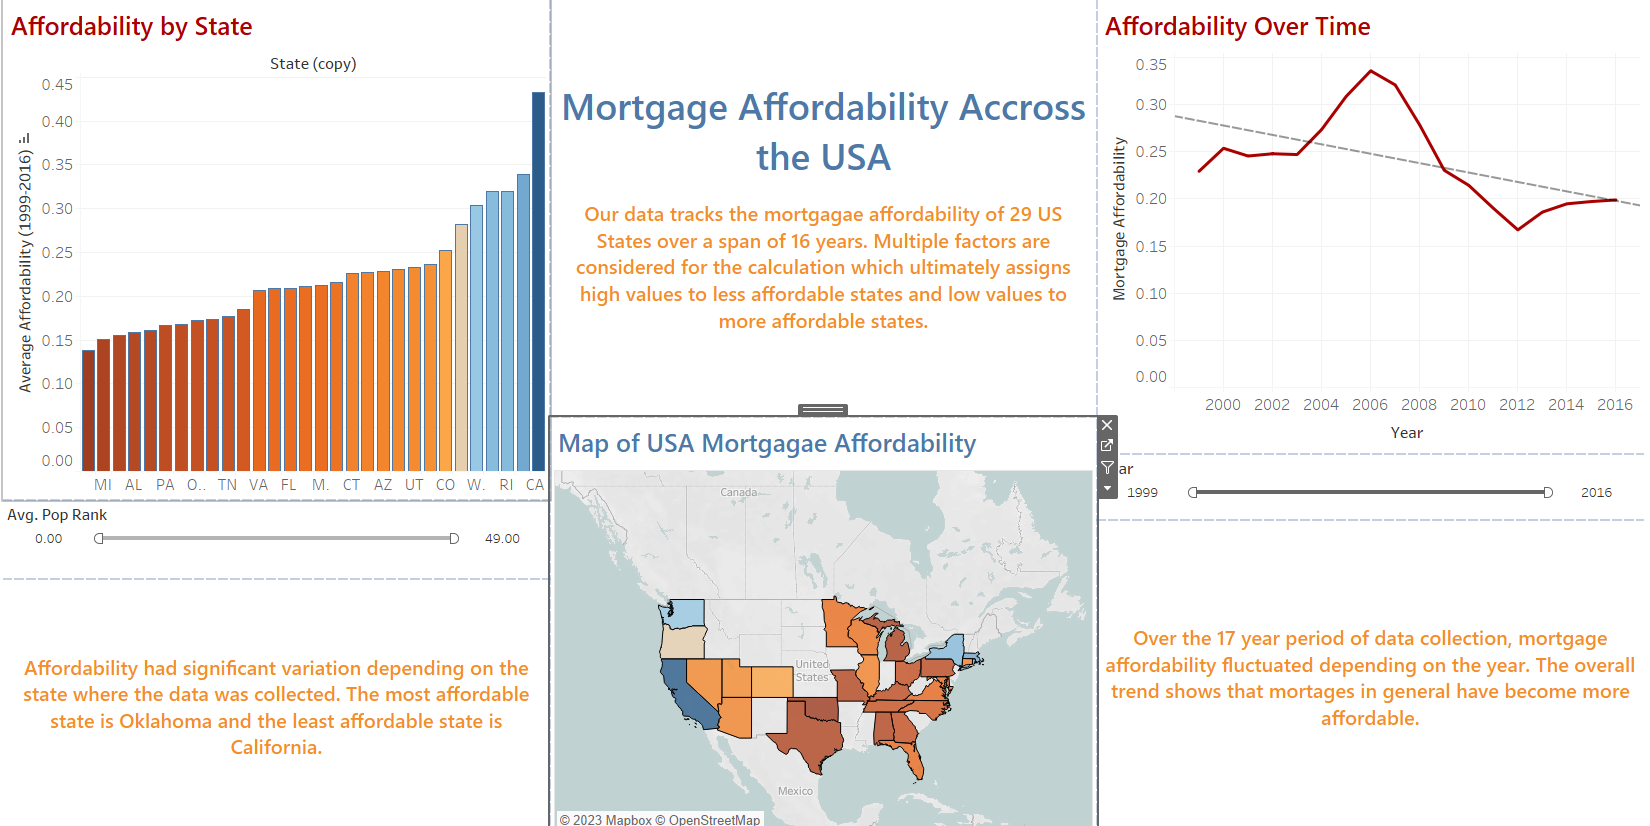 Affordability by State
State (copy)
Average Affordability (1999-2016)
0.45
0.40
0.35
0.30
0.25
0.20
0.15
0.10
0.05
0.00
MI AL PA O.. TN VA FL M. CT AZ UT CO W. RI CA
Avg. Pop Rank
0.00 49.00
Affordability had significant variation depending on the
state where the data was collected. The most affordable
state is Oklahoma and the least affordable state is
California.
Mortgage Affordability Accross
the USA
Our data tracks the mortgagae affordability of 29 US
States over a span of 16 years. Multiple factors are
considered for the calculation which ultimately assigns
high values to less affordable states and low values to
more affordable states.
Map of USA Mortgagae Affordability
Canada
United
States
Mexico
© 2023 Mapbox © OpenStreetMap
Affordability Over Time
Mortgage Affordability
0.35
0.30
0.25
0.20
0.15
0.10
0.05
0.00
2000 2002 2004 2006 2008 2010 2012 2014 2016
Year
ar
1999 2016
Over the 17 year period of data collection, mortgage
affordability fluctuated depending on the year. The overall
trend shows that mortages in general have become more
affordable.